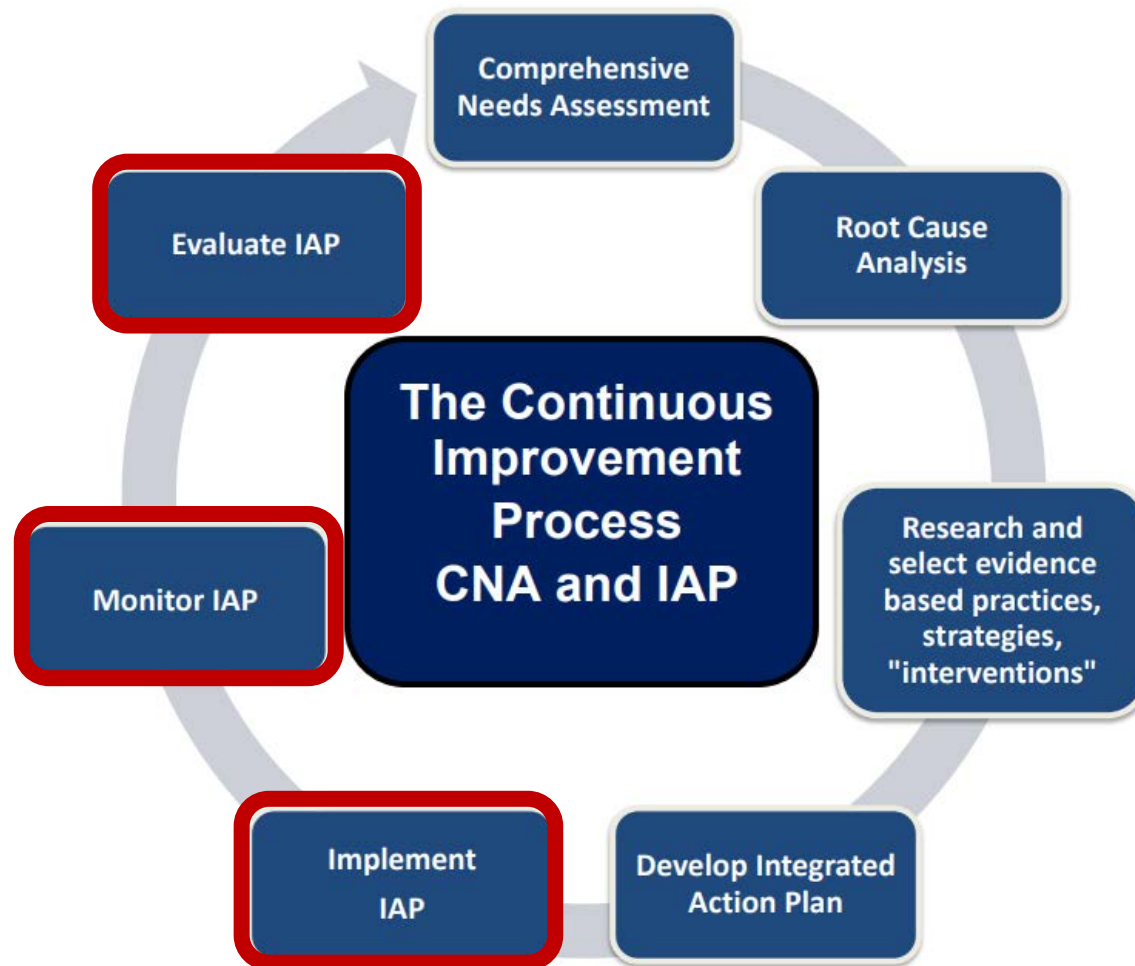 Comprehensive
Needs Assessment
Root Cause
Analysis
Research and
select evidence
based practices,
strategies,
"interventions"
Develop Integrated
Action Plan
Implement
IAP
Monitor IAP
Evaluate IAP
The Continuous
Improvement
Process
CNA and IAP